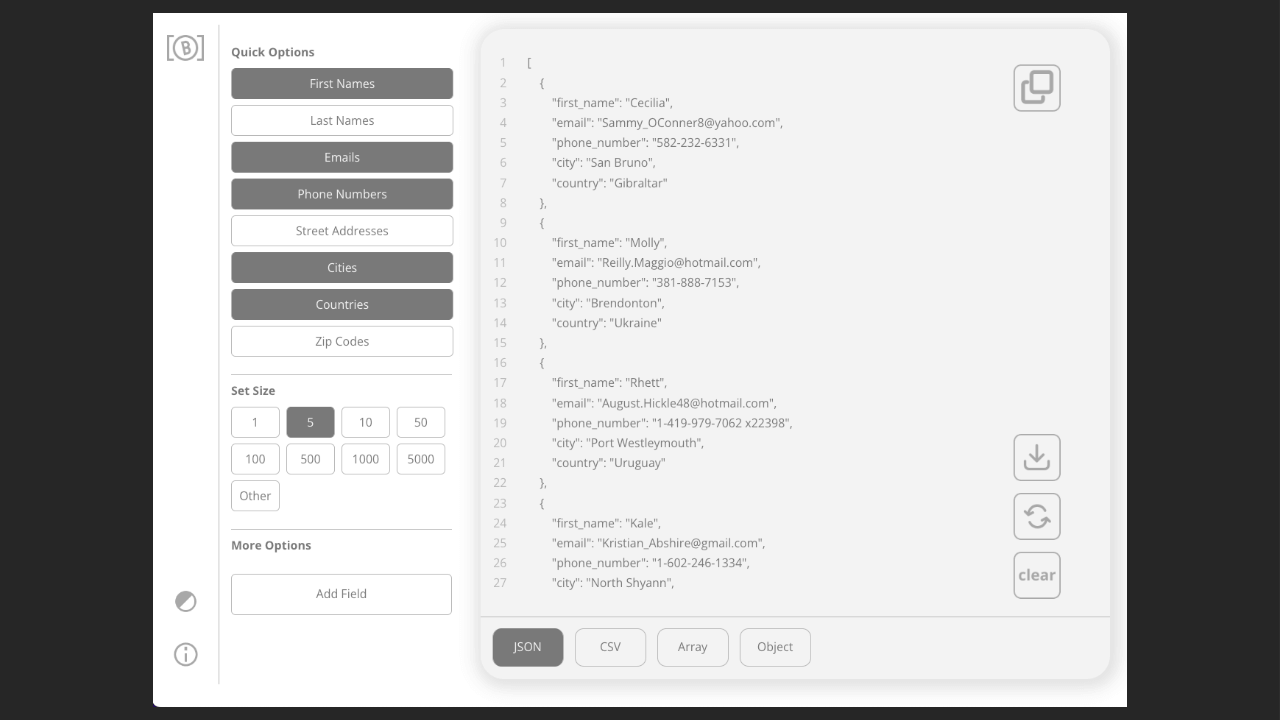 B
Quick Options
First Names
Last Names
Emails
Phone Numbers
Street Addresses
Cities
Countries
Zip Codes
Set Size
1 5 10 50
100 500 1000 5000
Other
More Options
Add Field
1 [
2 {
3 "first_name": "Cecilia",
4 "email": "Sammy_OConner8@yahoo.com",
5 "phone_number": "582-232-6331",
6 "city": "San Bruno",
7 "country": "Gibraltar"
8 },
9 {
10 "first_name": "Molly",
11 "email": "Reilly.Maggio@hotmail.com",
12 "phone_number": "381-888-7153",
13 "city": "Brendonton",
14 "country": "Ukraine"
15 },
16 {
17 "first_name": "Rhett",
18 "email": "August.Hickle48@hotmail.com",
19 "phone_number": "1-419-979-7062 x22398",
20 "city": "Port Westleymouth",
21 "country": "Uruguay"
22 },
23 {
24 "first_name": "Kale",
25 "email": "Kristian_Abshire@gmail.com",
26 "phone_number": "1-602-246-1334",
27 "city": "North Shyann",
clear
JSON CSV Array Object